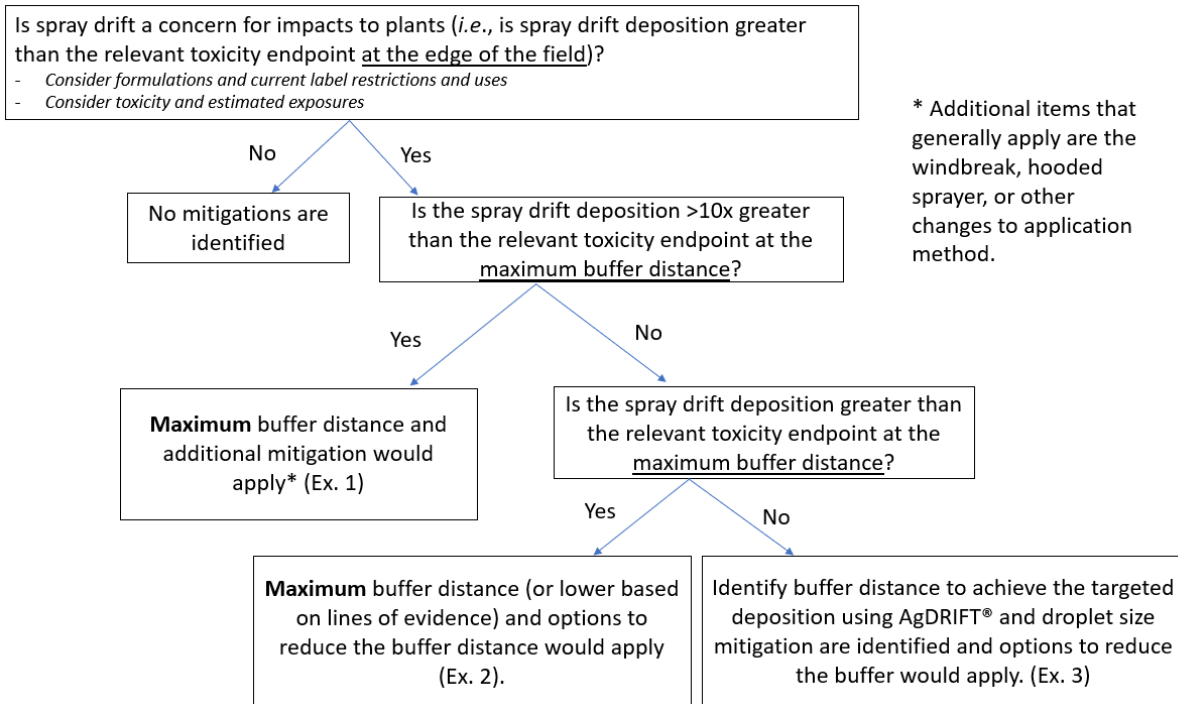 Is spray drift a concern for impacts to plants (i.e., is spray drift deposition greater
than the relevant toxicity endpoint at the edge of the field)?
- Consider formulations and current label restrictions and uses
- Consider toxicity and estimated exposures
* Additional items that
generally apply are the
windbreak, hooded
sprayer, or other
changes to application
method.
No
Yes
No mitigations are
identified
Is the spray drift deposition >10x greater
than the relevant toxicity endpoint at the
maximum buffer distance?
Yes
No
Maximum buffer distance and
additional mitigation would
apply* (Ex. 1)
Is the spray drift deposition greater than
the relevant toxicity endpoint at the
maximum buffer distance?
Yes
No
Maximum buffer distance (or lower based
on lines of evidence) and options to
reduce the buffer distance would apply
(Ex. 2).
Identify buffer distance to achieve the targeted
deposition using AgDRIFT® and droplet size
mitigation are identified and options to reduce
the buffer would apply. (Ex. 3)